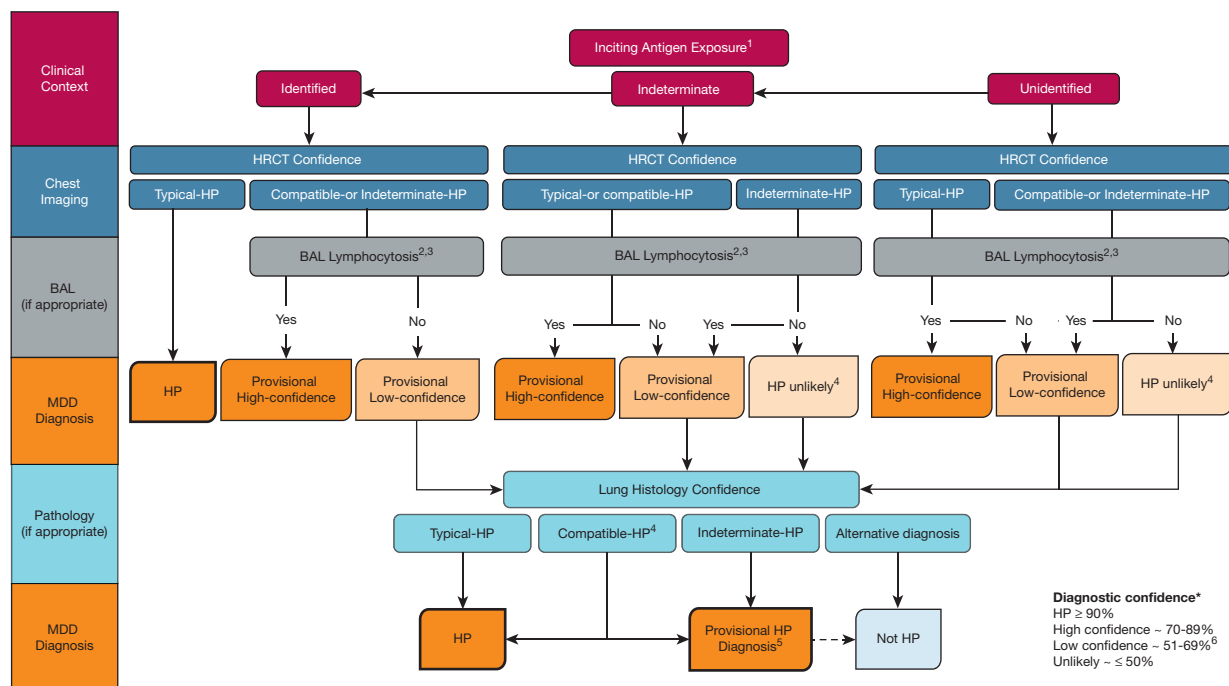 Clinical
Context
Inciting Antigen Exposure1
Identified
Indeterminate
Unidentified
Chest
Imaging
HRCT Confidence
HRCT Confidence
HRCT Confidence
Typical-HP
Compatible-or Indeterminate-HP
Typical-or compatible-HP
Indeterminate-HP
Typical-HP
Compatible-or Indeterminate-HP
BAL
(if appropriate)
BAL Lymphocytosis2,3
BAL Lymphocytosis2,3
BAL Lymphocytosis2,3
Yes
No
Yes
No
Yes
No
Yes
No
Yes
No
MDD
Diagnosis
HP
Provisional
High-confidence
Provisional
Low-confidence
Provisional
High-confidence
Provisional
Low-confidence
HP unlikely4
Provisional
High-confidence
Provisional
Low-confidence
HP unlikely4
Pathology
(if appropriate)
Lung Histology Confidence
Typical-HP
Compatible-HP4
Indeterminate-HP
Alternative diagnosis
MDD
Diagnosis
HP
Provisional HP
Diagnosis5
Not HP
Diagnostic confidence*
HP ≥ 90%
High confidence ~ 70-89%
Low confidence ~ 51-69%6
Unlikely ~ ≤ 50%